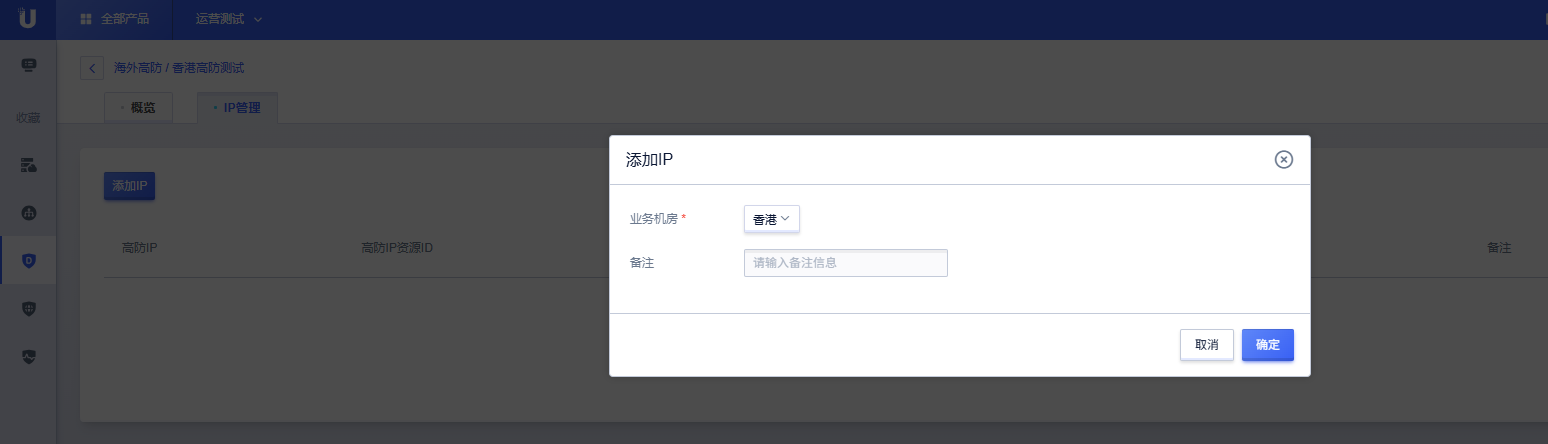 U 全部产品 运营测试
海外高防 / 香港高防测试
概览 IP管理
收藏
添加IP
添加IP
业务机房 * 香港
高防IP 高防IP资源ID 备注
备注 请输入备注信息
D
取消 确定